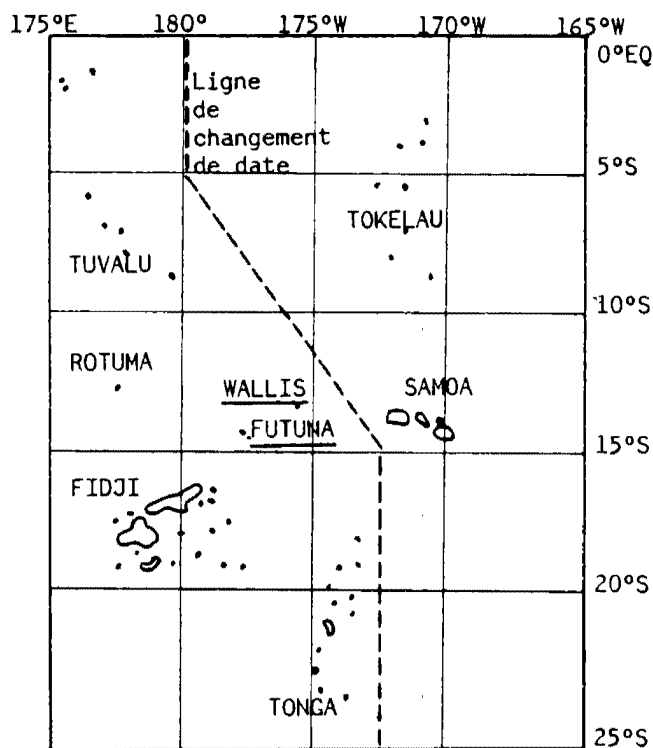 175°E 180° 175°W 170°W 165°W
0°EQ
Ligne
de
changement
de date
5°S
TOKELAU
TUVALU
10°S
ROTUMA
WALLIS
SAMOA
FUTUNA
15°S
FIDJI
20°S
TONGA
25°S